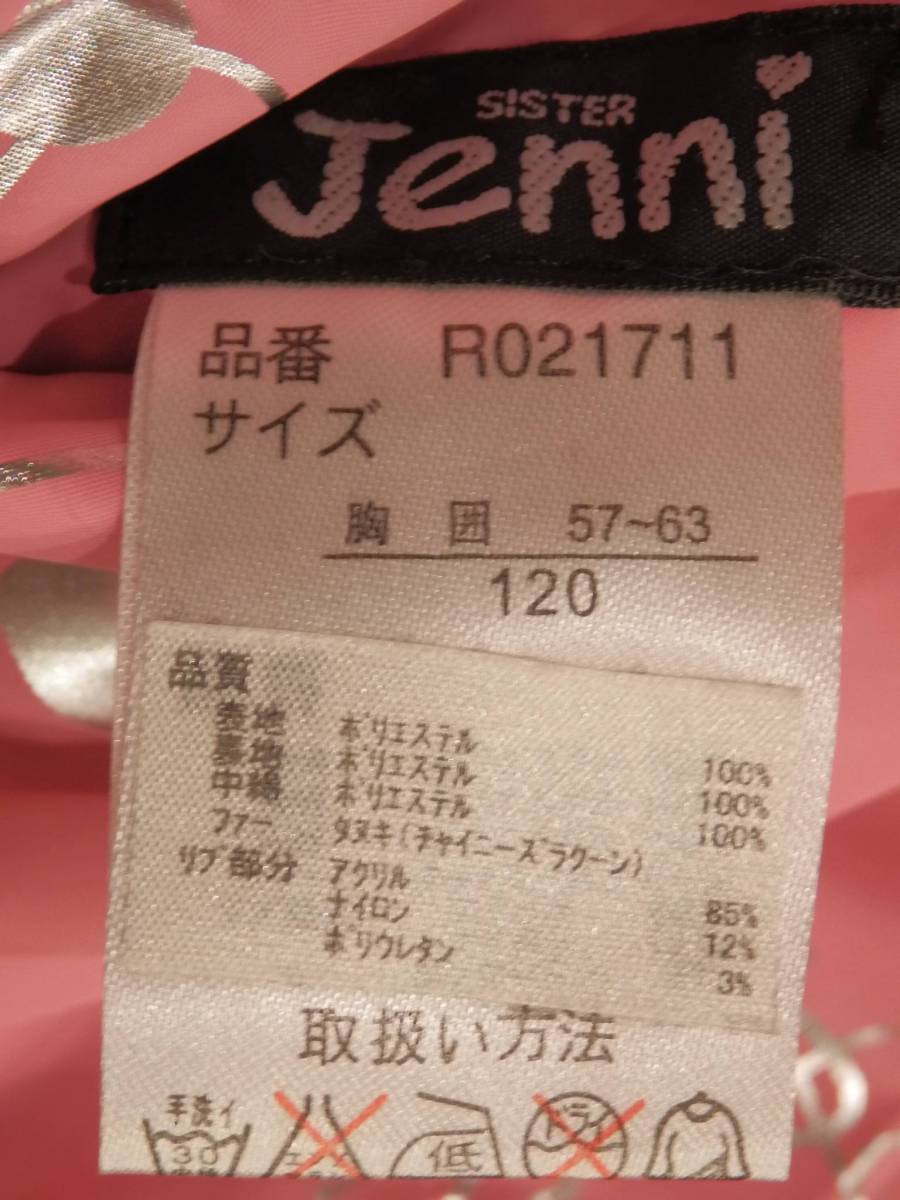 SISTER
Jenni
品番 R021711
サイズ
胸囲 57~63
120
品質
表地 ポリエステル 100%
裏地 ポリエステル 100%
中綿 ポリエステル 100%
ファー タヌキ(チャイニーズラクーン)
リブ部分 アクリル 85%
ナイロン 12%
ポリウレタン 3%
取扱い方法
手洗イ
30
低
ドライ